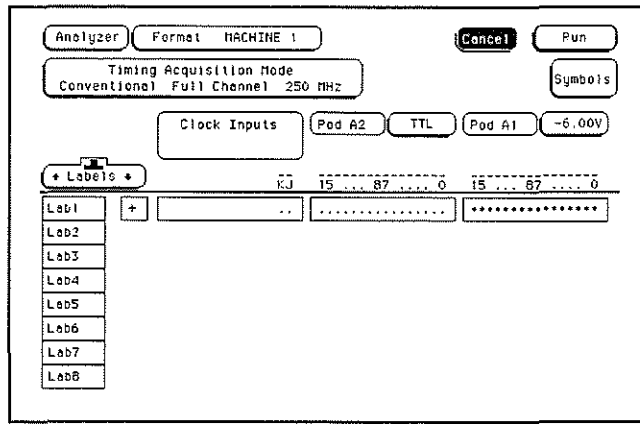 Analyzer Format MACHINE 1 Cancel Run
Timing Acquisition Mode
Conventional Full Channel 250 MHz
Symbols
Clock Inputs Pod A2 TTL Pod A1 -6.00V
+ Labels +
KJ 15 ... 87 .... 0 15 ... 87 .... 0
Lab1 + .. ................ ****************
Lab2
Lab3
Lab4
Lab5
Lab6
Lab7
Lab8